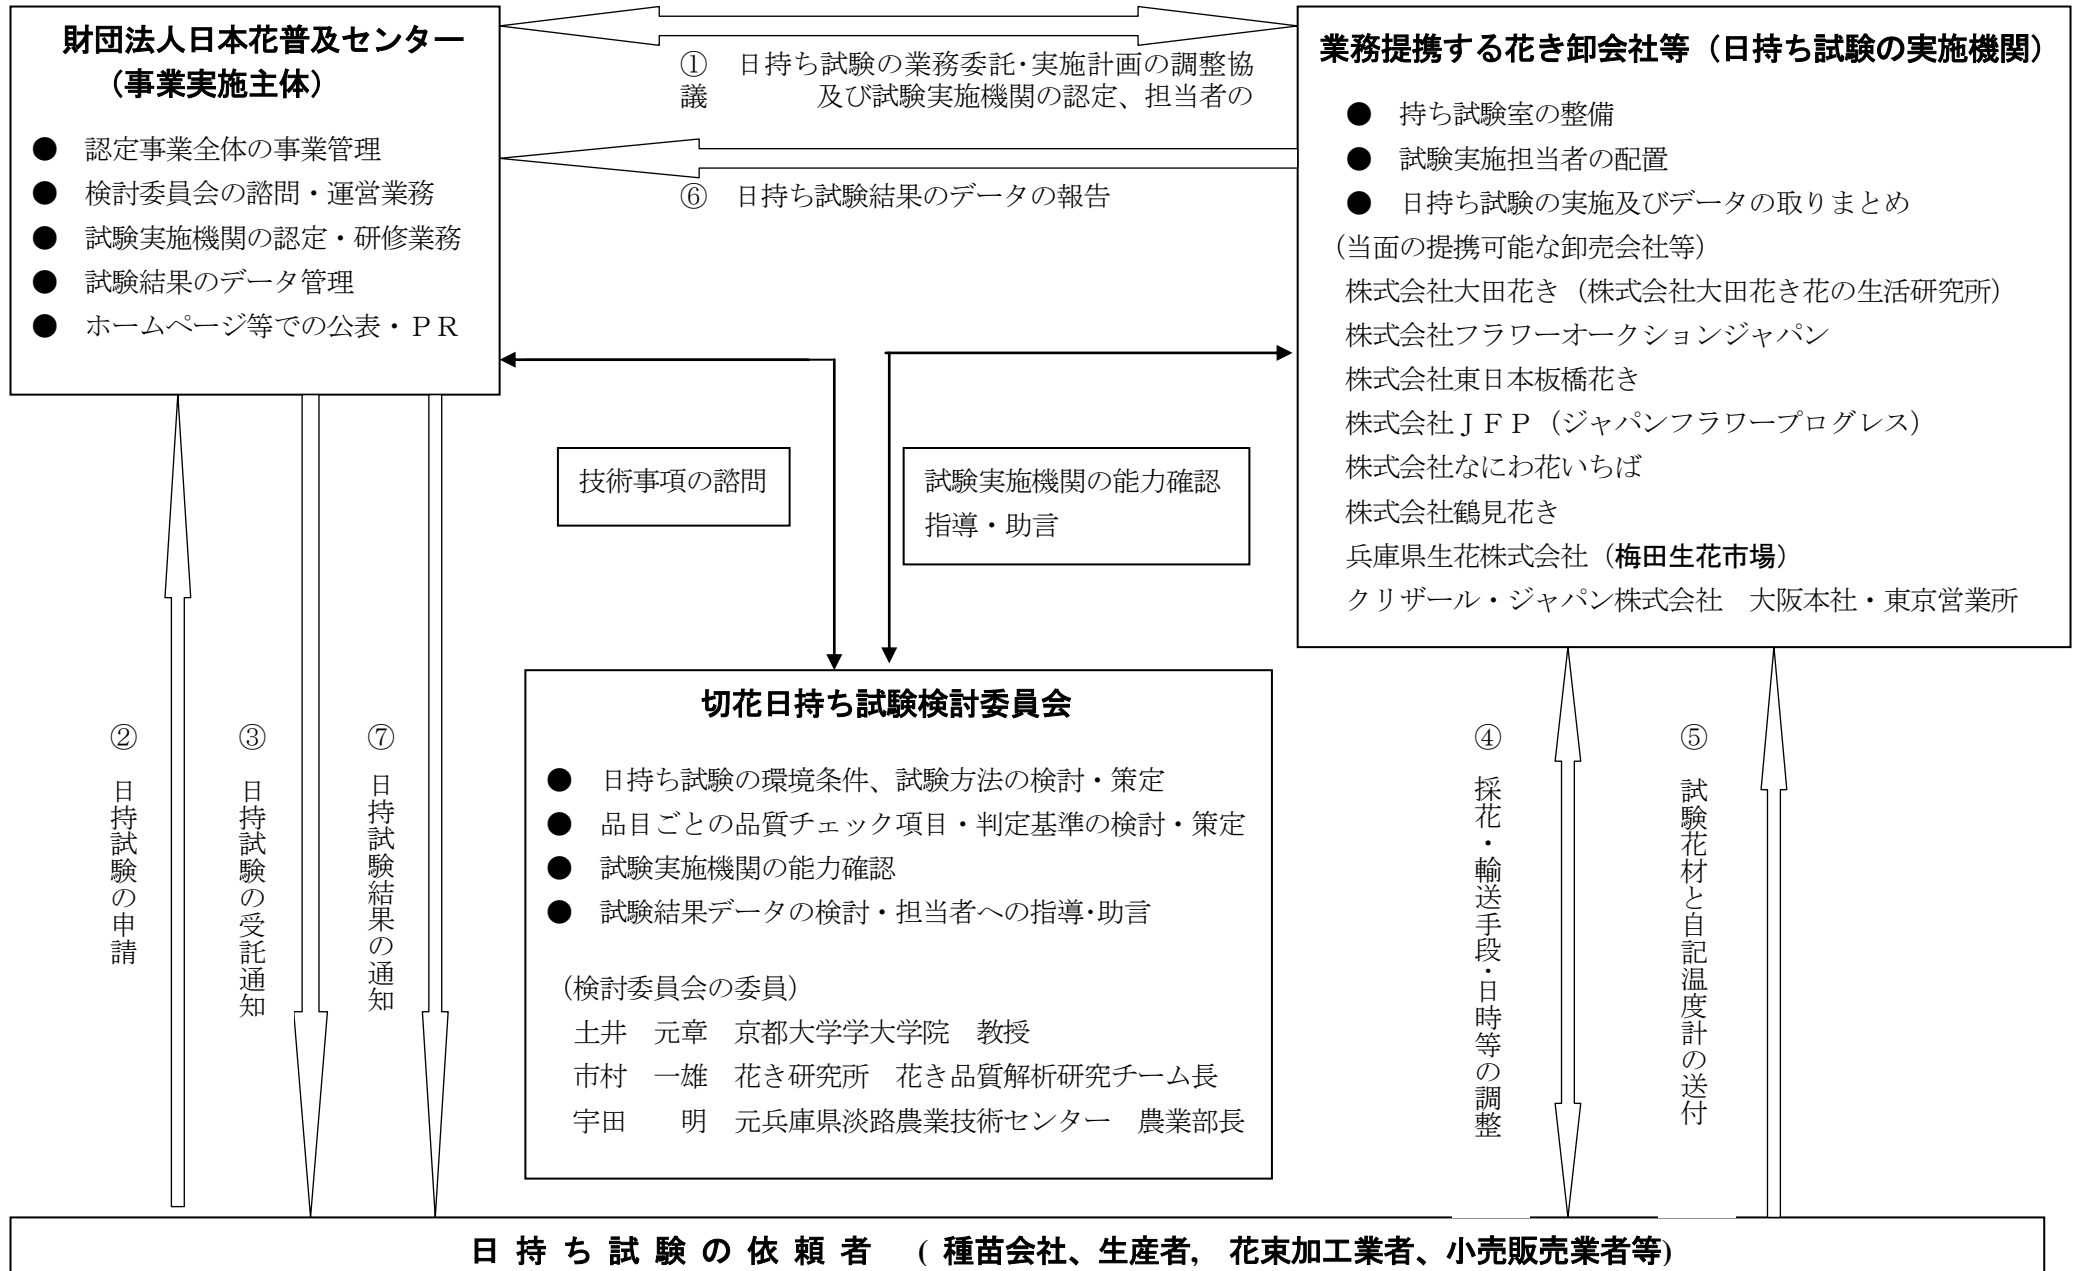 財団法人日本花普及センター
（事業実施主体）
● 認定事業全体の事業管理
● 検討委員会の諮問・運営業務
● 試験実施機関の認定・研修業務
● 試験結果のデータ管理
● ホームページ等での公表・ＰＲ
① 日持ち試験の業務委託･実施計画の調整協
議 及び試験実施機関の認定、担当者の
⑥ 日持ち試験結果のデータの報告
業務提携する花き卸会社等（日持ち試験の実施機関）
● 持ち試験室の整備
● 試験実施担当者の配置
● 日持ち試験の実施及びデータの取りまとめ
（当面の提携可能な卸売会社等）
株式会社大田花き（株式会社大田花き花の生活研究所）
株式会社フラワーオークションジャパン
株式会社東日本板橋花き
株式会社ＪＦＰ（ジャパンフラワープログレス）
株式会社なにわ花いちば
株式会社鶴見花き
兵庫県生花株式会社（梅田生花市場）
クリザール・ジャパン株式会社　大阪本社・東京営業所
技術事項の諮問
試験実施機関の能力確認
指導・助言
切花日持ち試験検討委員会
● 日持ち試験の環境条件、試験方法の検討・策定
● 品目ごとの品質チェック項目・判定基準の検討・策定
● 試験実施機関の能力確認
● 試験結果データの検討・担当者への指導･助言
（検討委員会の委員）
土井　元章　京都大学学大学院　教授
市村　一雄　花き研究所　花き品質解析研究チーム長
宇田　　明　元兵庫県淡路農業技術センター　農業部長
② 日持試験の申請
③ 日持試験の受託通知
⑦ 日持試験結果の通知
④ 採花・輸送手段・日時等の調整
⑤ 試験花材と自記温度計の送付
日 持 ち 試 験 の 依 頼 者　( 種苗会社、生産者,　花束加工業者、小売販売業者等)